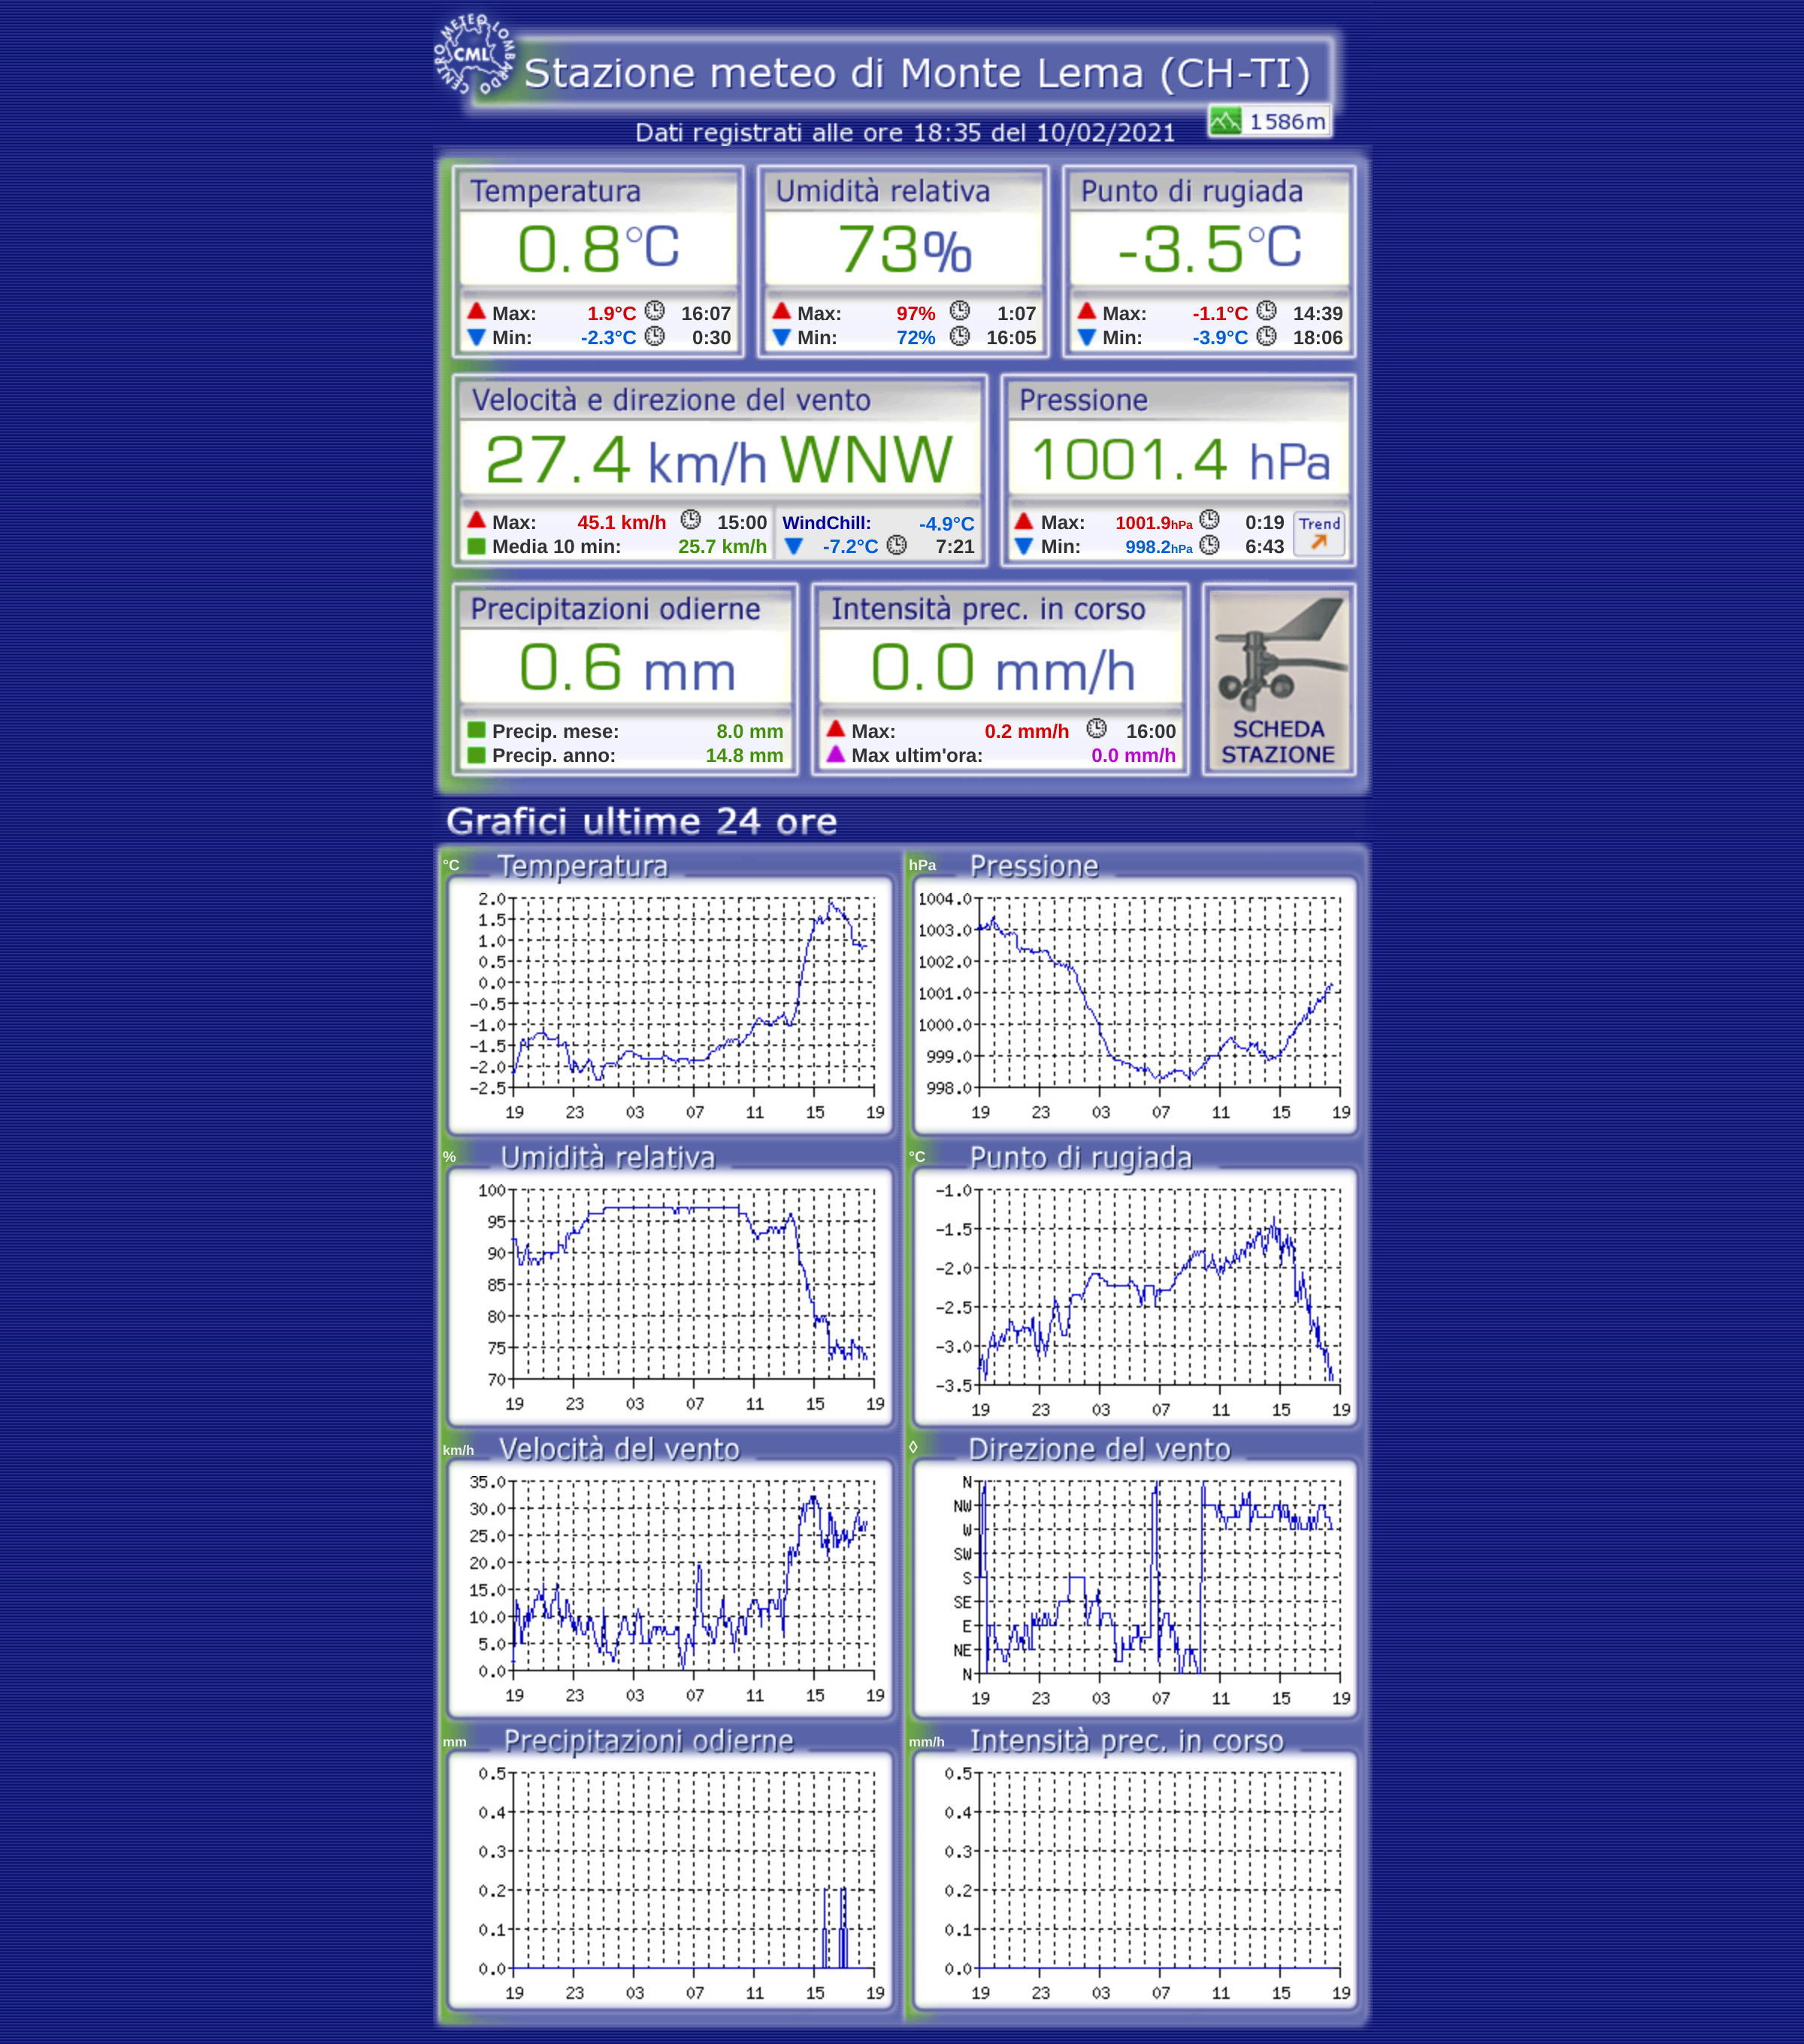 CENTRO METEO LOMBARDO
CML
Stazione meteo di Monte Lema (CH-TI)
1586m
Dati registrati alle ore 18:35 del 10/02/2021
Temperatura
0.8°C
Max: 1.9°C 16:07
Min: -2.3°C 0:30
Umidità relativa
73%
Max: 97% 1:07
Min: 72% 16:05
Punto di rugiada
-3.5°C
Max: -1.1°C 14:39
Min: -3.9°C 18:06
Velocità e direzione del vento
27.4 km/h WNW
Max: 45.1 km/h 15:00
Media 10 min: 25.7 km/h
WindChill: -4.9°C
-7.2°C 7:21
Pressione
1001.4 hPa
Max: 1001.9hPa 0:19
Min: 998.2hPa 6:43
Trend
Precipitazioni odierne
0.6 mm
Precip. mese: 8.0 mm
Precip. anno: 14.8 mm
Intensità prec. in corso
0.0 mm/h
Max: 0.2 mm/h 16:00
Max ultim'ora: 0.0 mm/h
SCHEDA
STAZIONE
Grafici ultime 24 ore
°C Temperatura
2.0
1.5
1.0
0.5
0.0
-0.5
-1.0
-1.5
-2.0
-2.5
19 23 03 07 11 15 19
hPa Pressione
1004.0
1003.0
1002.0
1001.0
1000.0
999.0
998.0
19 23 03 07 11 15 19
% Umidità relativa
100
95
90
85
80
75
70
19 23 03 07 11 15 19
°C Punto di rugiada
-1.0
-1.5
-2.0
-2.5
-3.0
-3.5
19 23 03 07 11 15 19
km/h Velocità del vento
35.0
30.0
25.0
20.0
15.0
10.0
5.0
0.0
19 23 03 07 11 15 19
◊ Direzione del vento
N
NW
W
SW
S
SE
E
NE
N
19 23 03 07 11 15 19
mm Precipitazioni odierne
0.5
0.4
0.3
0.2
0.1
0.0
19 23 03 07 11 15 19
mm/h Intensità prec. in corso
0.5
0.4
0.3
0.2
0.1
0.0
19 23 03 07 11 15 19